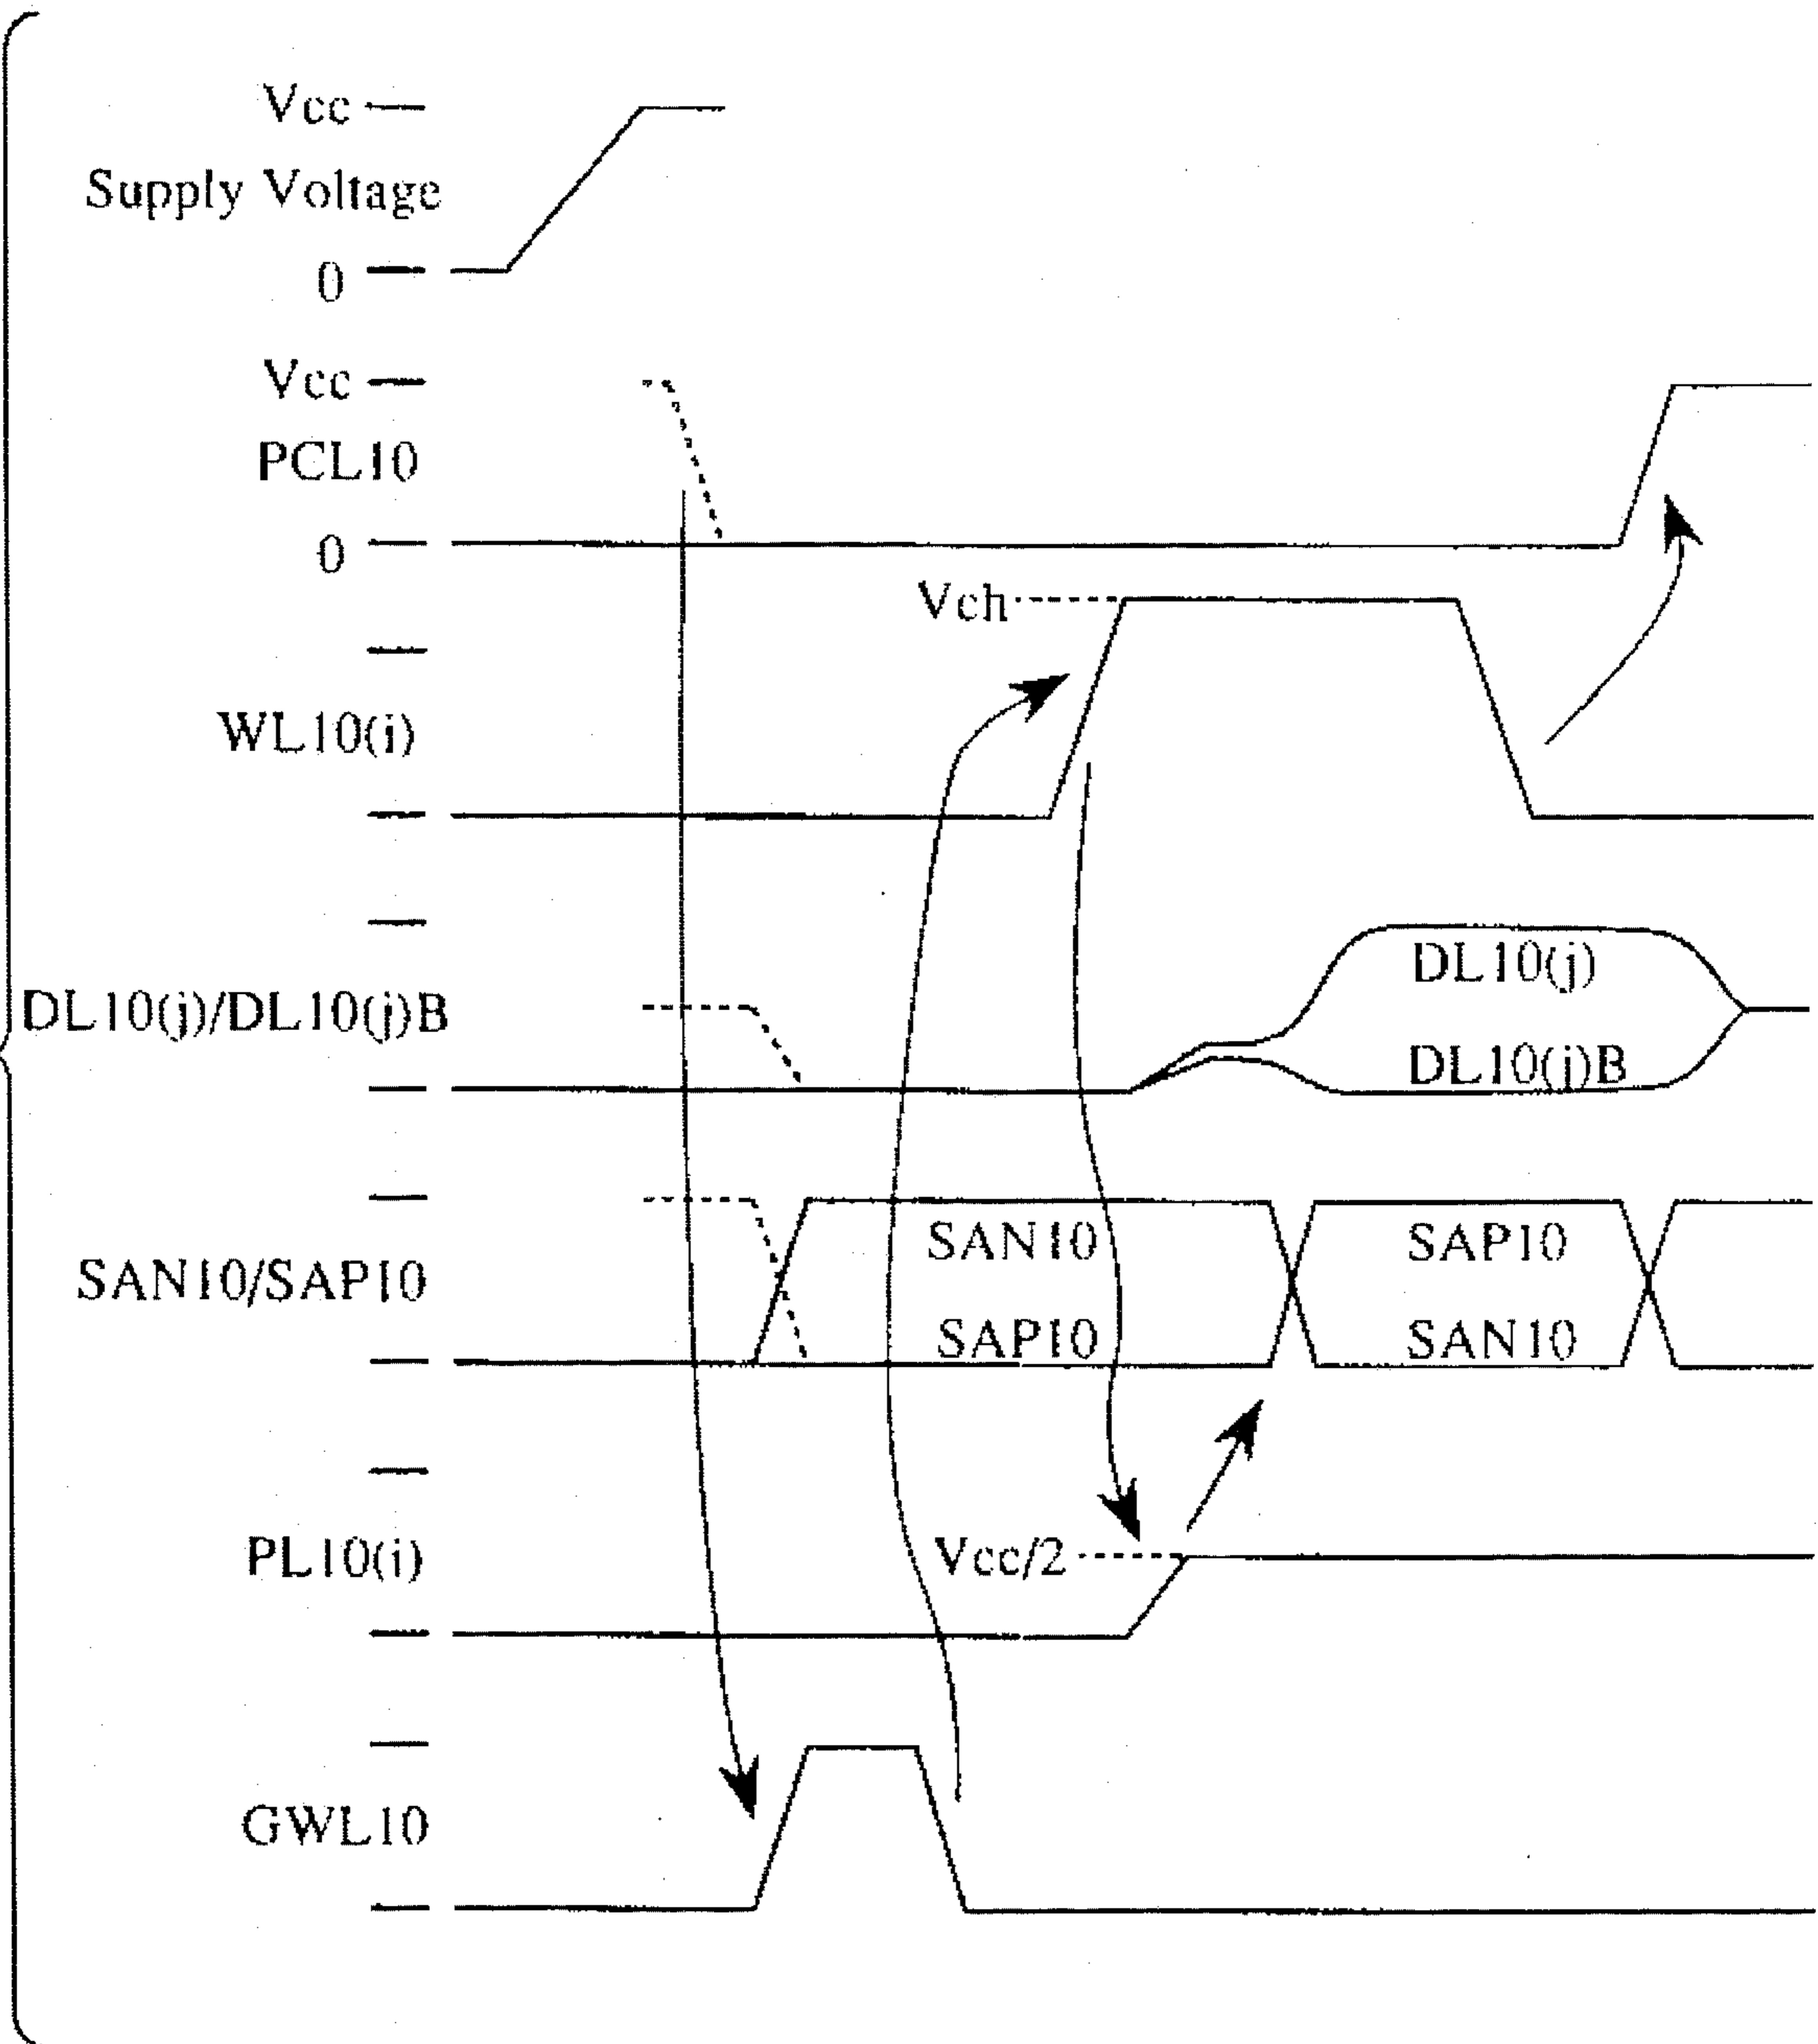 Vcc
Supply Voltage
0
Vcc
PCL10
0
Vch
WL10(i)
DL10(j)
DL10(j)/DL10(j)B
DL10(j)B
SAN10 SAP10
SAN10/SAP10
SAP10 SAN10
PL10(i)
Vcc/2
GWL10